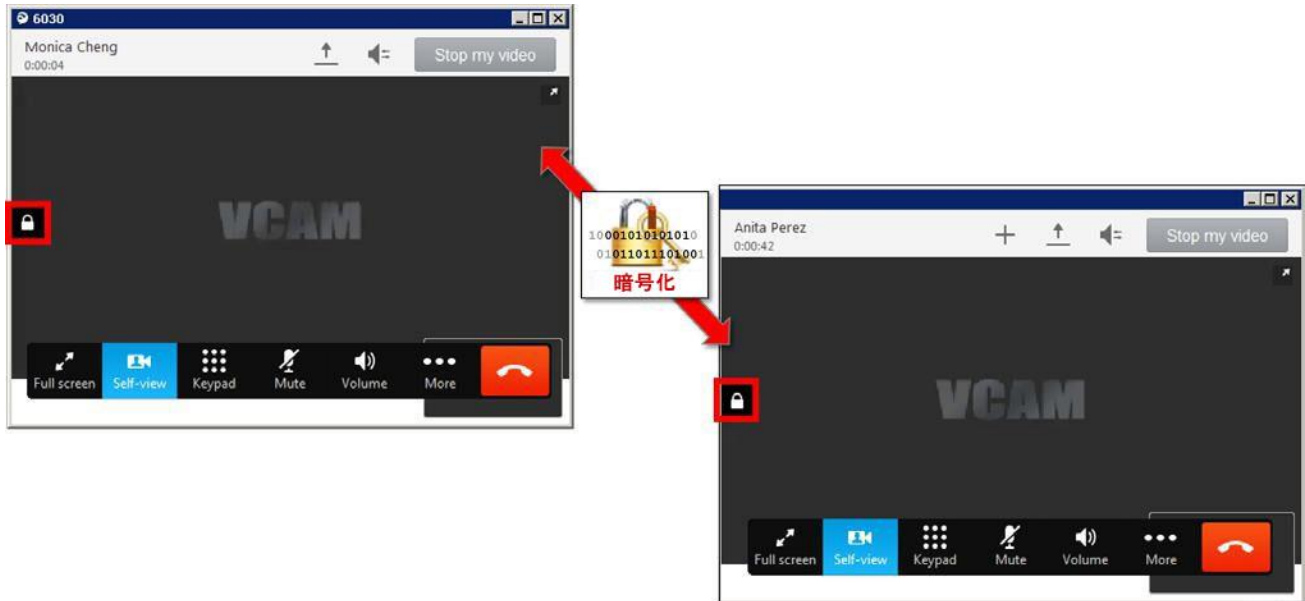 6030
Monica Cheng
0:00:04
Stop my video
VCAM
Full screen
Self-view
Keypad
Mute
Volume
More
10001010101010
01011011101001
暗号化
Anita Perez
0:00:42
Stop my video
VCAM
Full screen
Self-view
Keypad
Mute
Volume
More